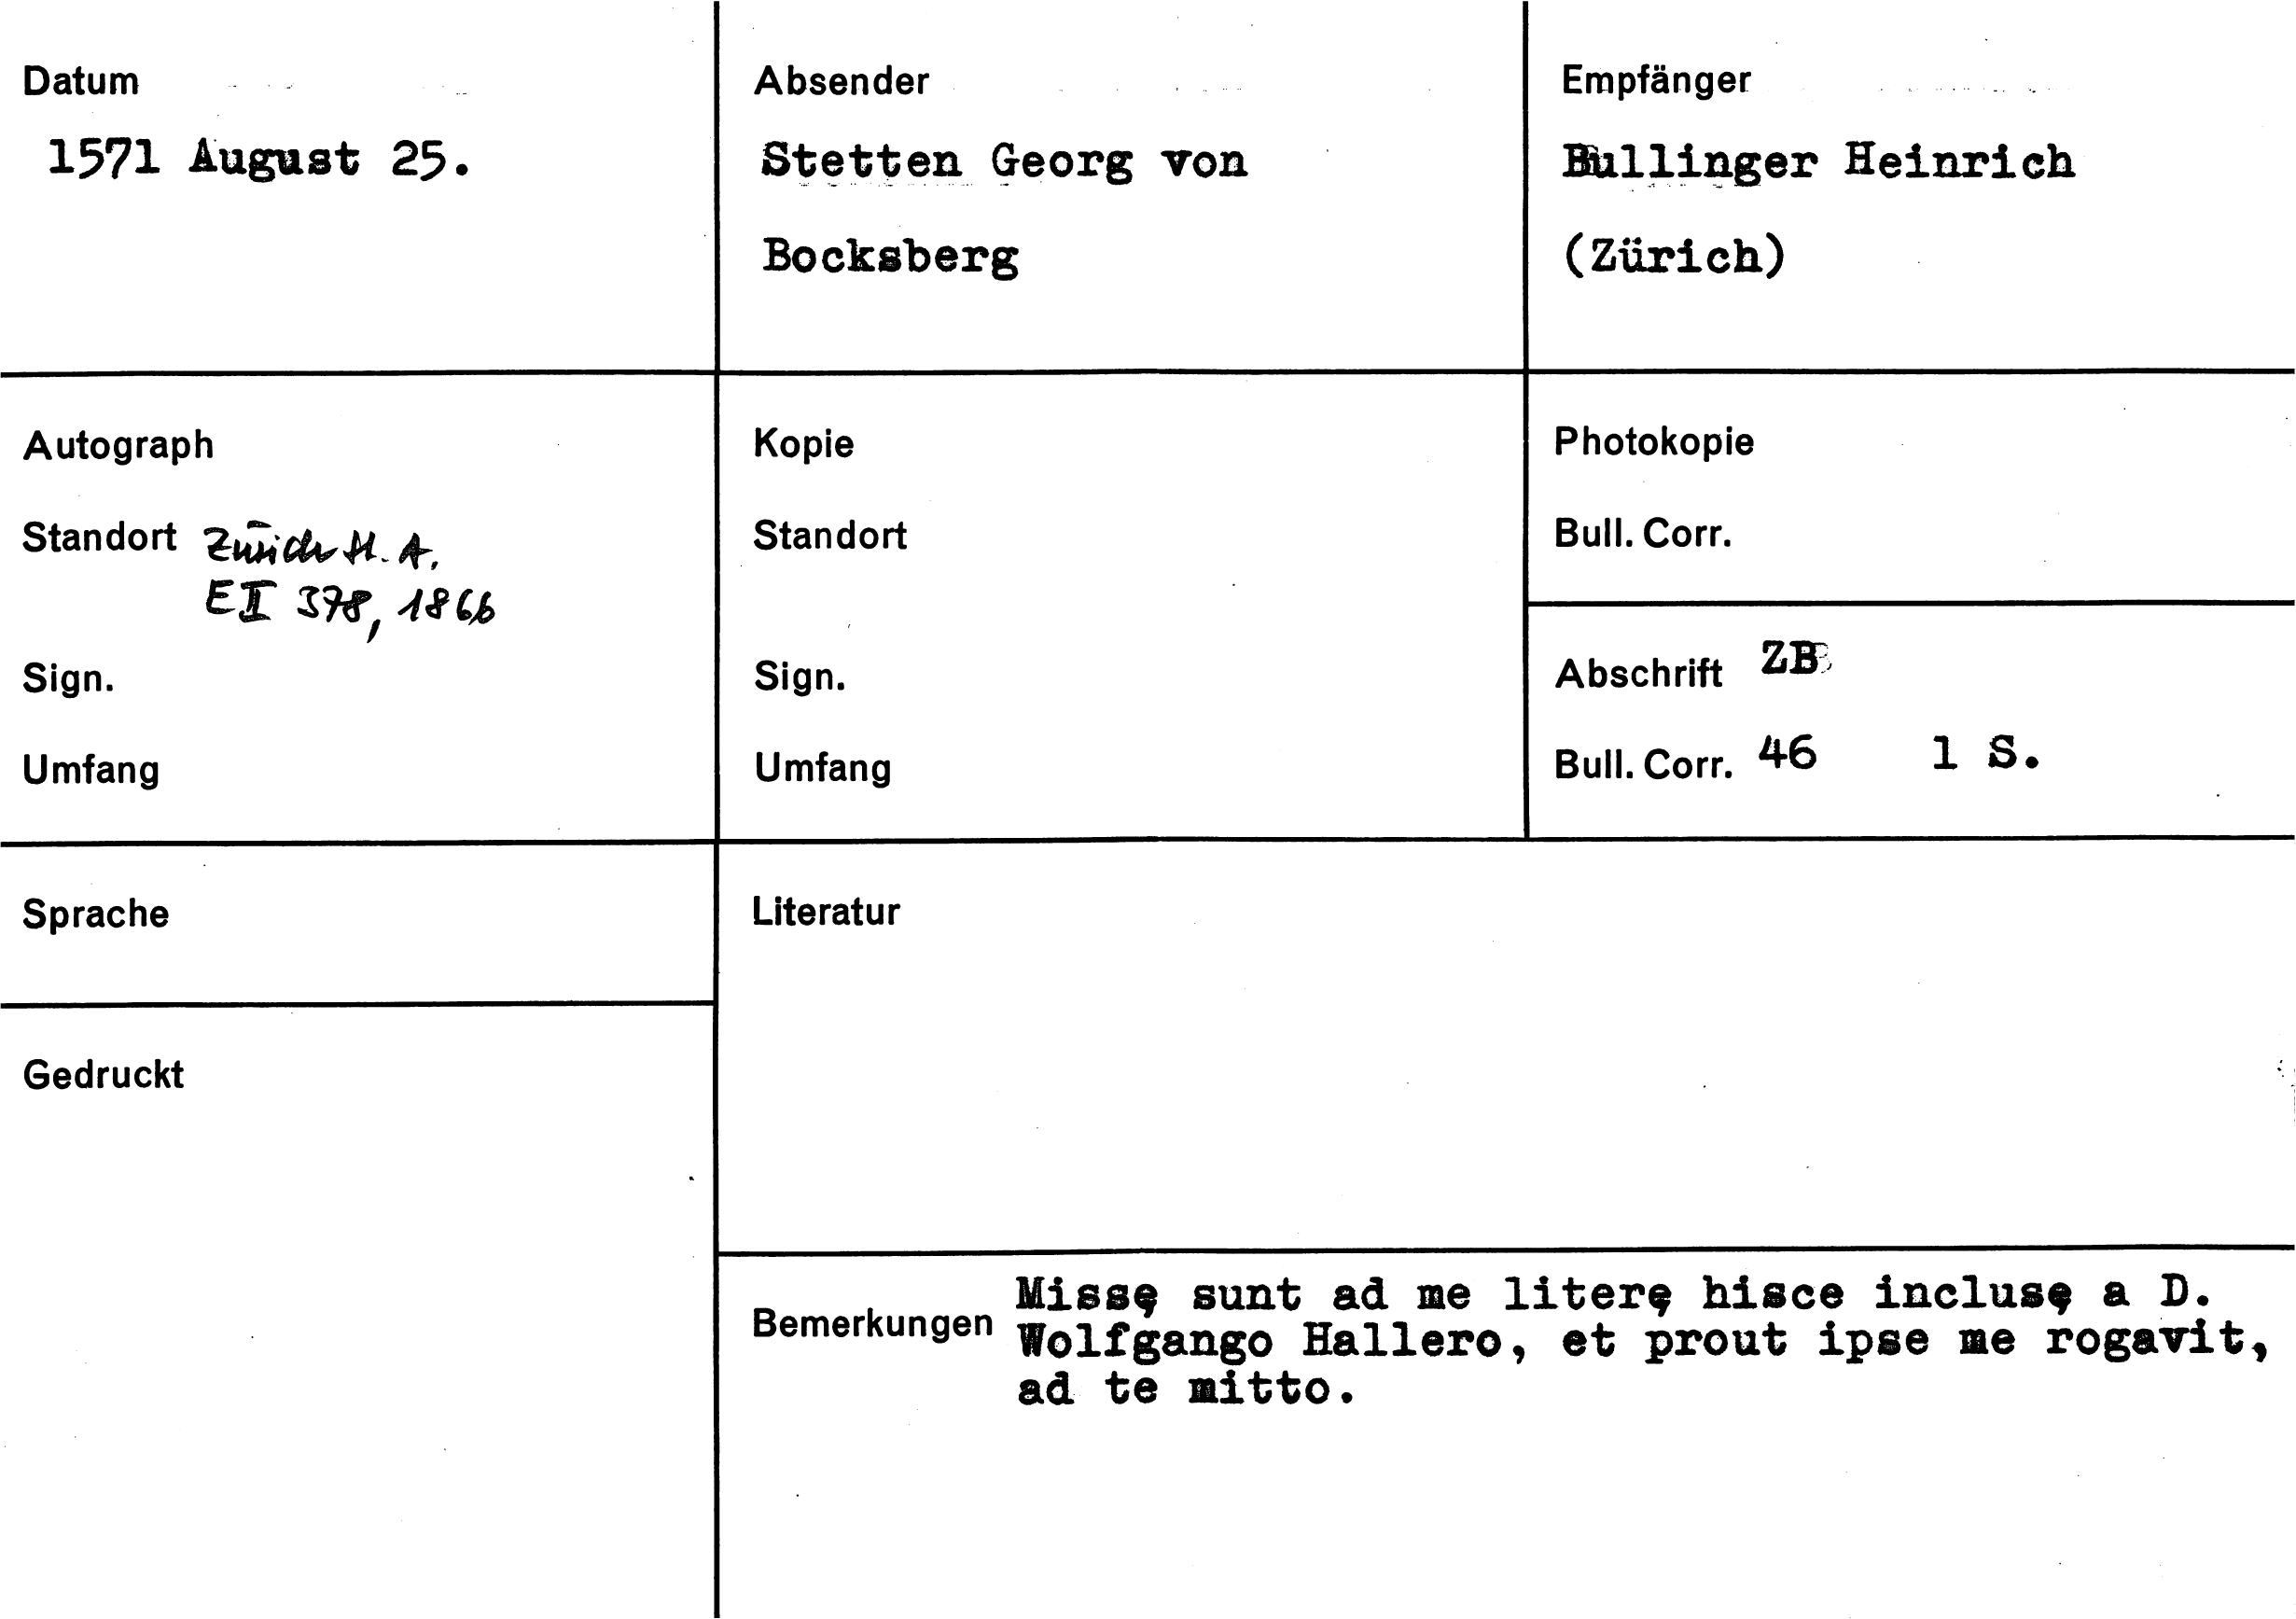 Datum
1571 August 25.
Absender
Stetten Georg von
Bocksberg
Empfänger
Bullinger Heinrich
(Zürich)
Autograph
Standort Zürich St. A.
EII 378, 1866
Sign.
Umfang
Kopie
Standort
Sign.
Umfang
Photokopie
Bull. Corr.
Abschrift ZB
Bull. Corr. 46 1 S.
Sprache
Gedruckt
Literatur
Bemerkungen
Missę sunt ad me literę hisce inclusę a D.
Wolfgango Hallero, et prout ipse me rogavit,
ad te mitto.